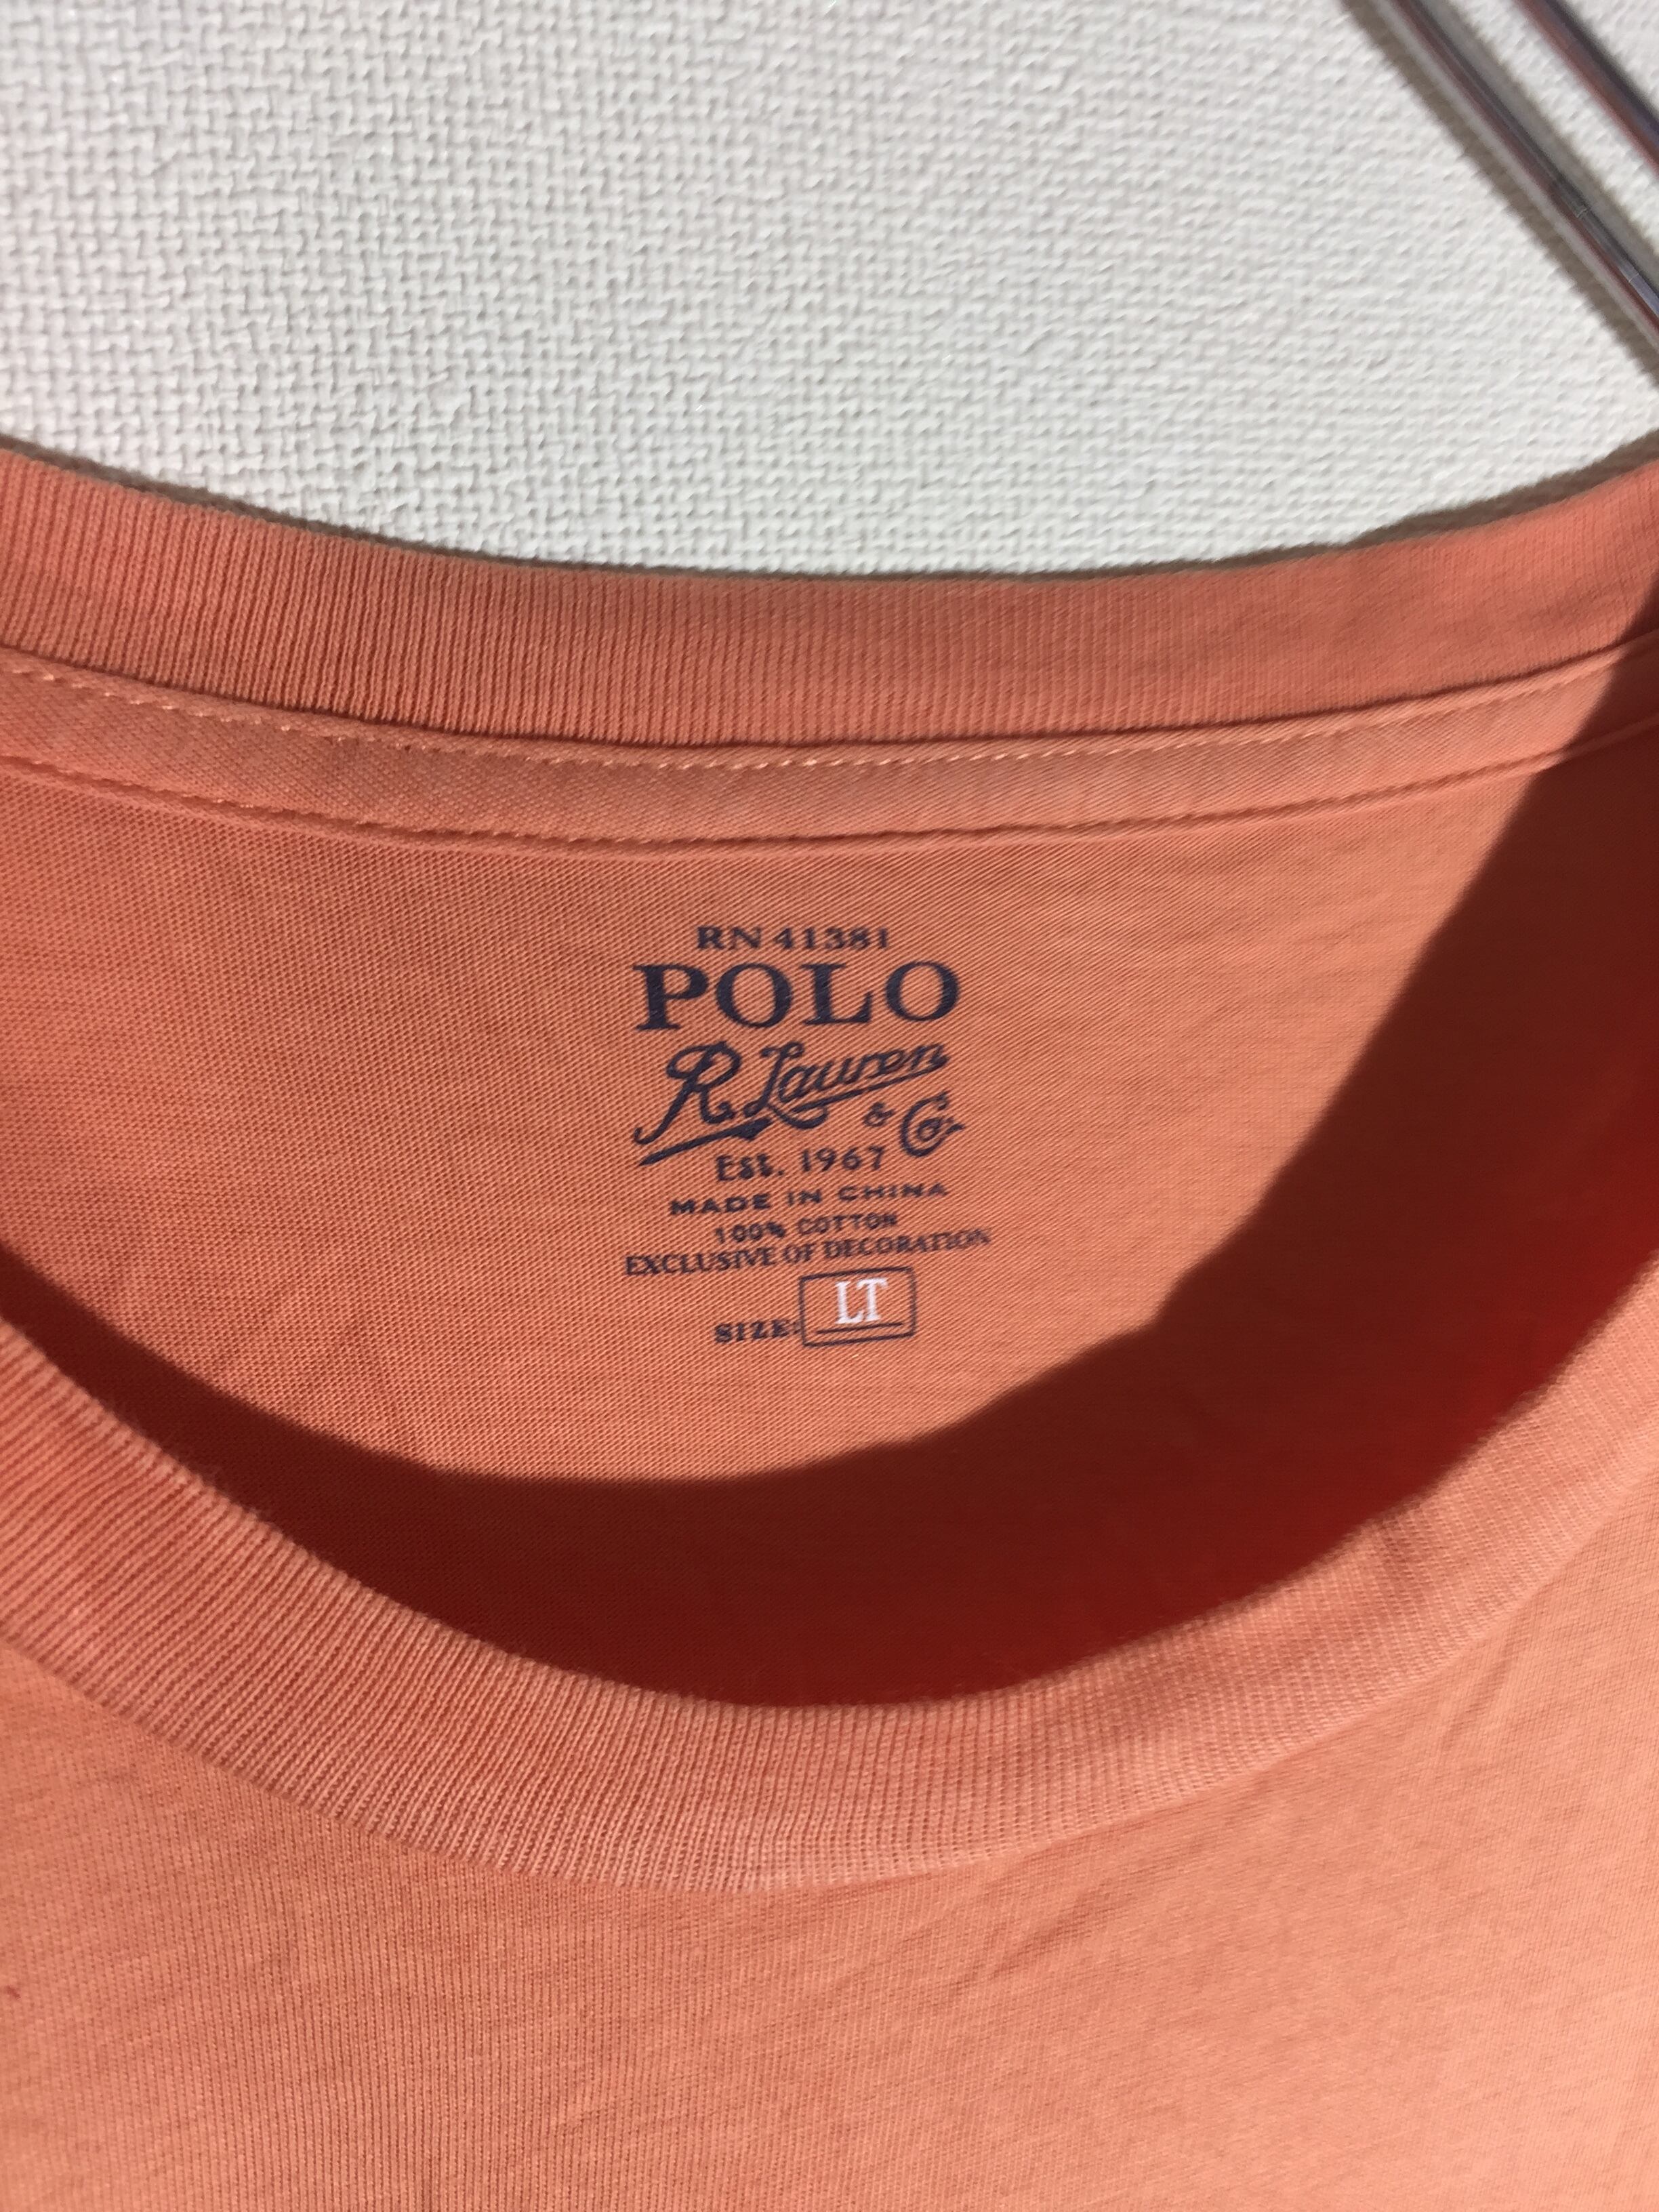 RN 41381
POLO
R. Lauren
& Co.
Est. 1967
MADE IN CHINA
100% COTTON
EXCLUSIVE OF DECORATION
SIZE: LT